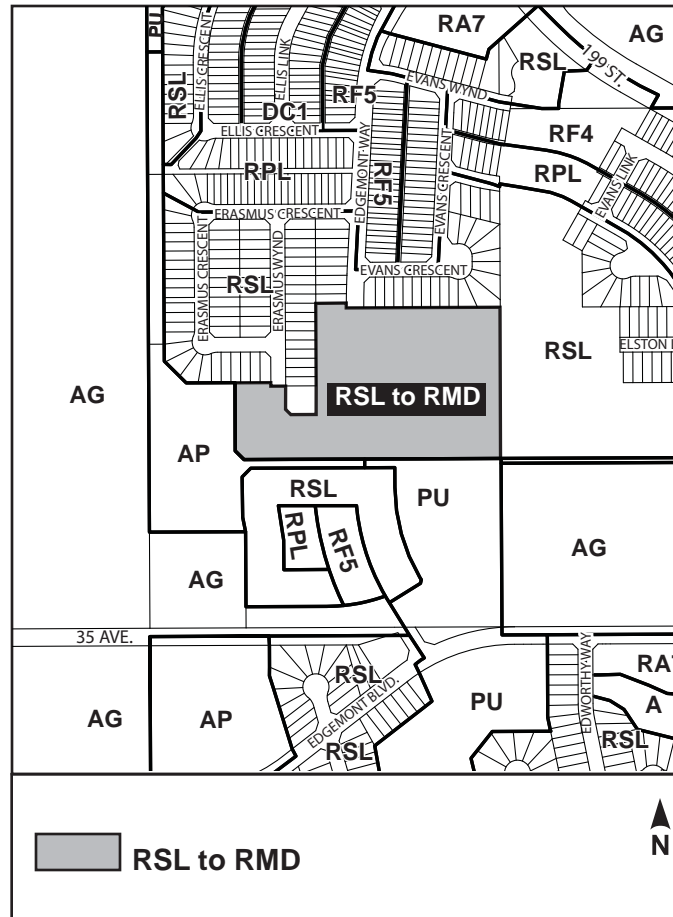 PU
RA7
AG
RSL
199 ST.
RSL
ELLIS CRESCENT
ELLIS LINK
RF5
DC1
ELLIS CRESCENT
EVANS WYND
RF4
RPL
EDGEMONT WAY
RF5
EVANS CRESCENT
RPL
EVANS LINK
ERASMUS CRESCENT
ERASMUS CRESCENT
RSL
ERASMUS WYND
EVANS CRESCENT
RSL
ELSTON
AG
RSL to RMD
AP
RSL
PU
RPL
RF5
AG
AG
35 AVE.
RSL
EDGEMONT BLVD.
RSL
AG
AP
PU
EDWORTHY WAY
RA7
A
RSL
RSL to RMD
N